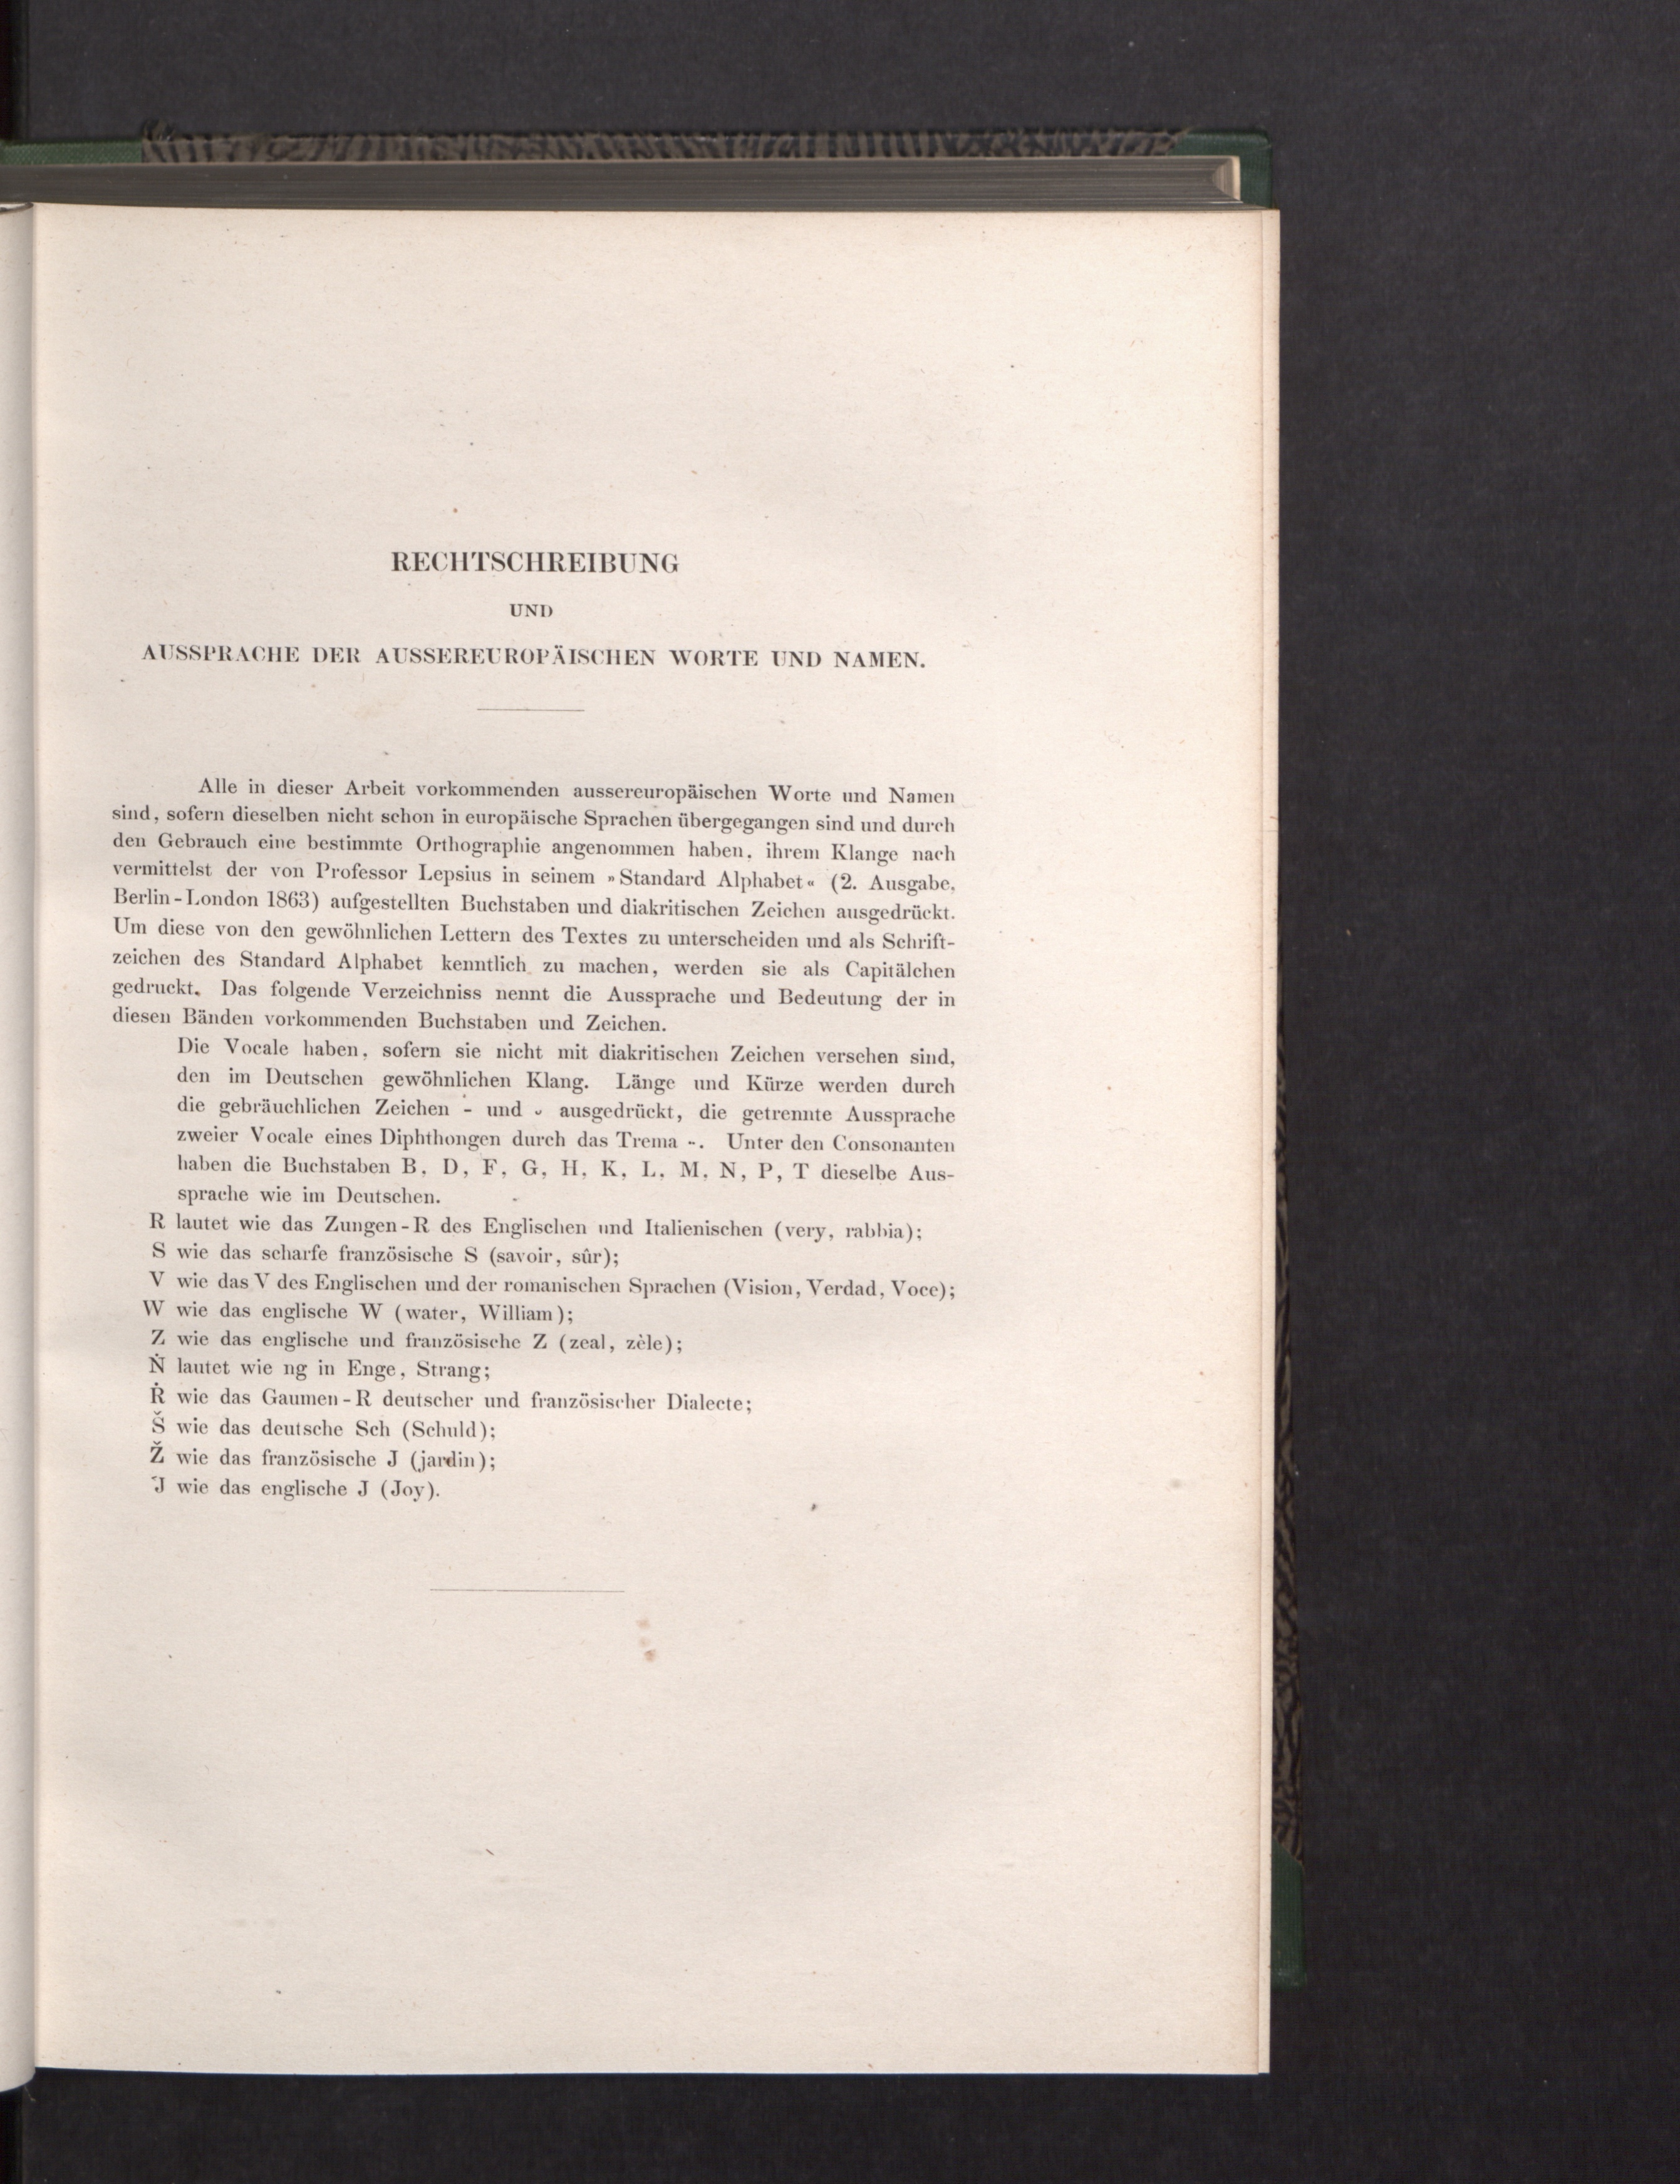 RECHTSCHREIBUNG
UND
AUSSPRACHE DER AUSSEREUROPÄISCHEN WORTE UND NAMEN.
Alle in dieser Arbeit vorkommenden aussereuropäischen Worte und Namen
sind, sofern dieselben nicht schon in europäische Sprachen übergegangen sind und durch
den Gebrauch eine bestimmte Orthographie angenommen haben, ihrem Klange nach
vermittelst der von Professor Lepsius in seinem »Standard Alphabet« (2. Ausgabe,
Berlin-London 1863) aufgestellten Buchstaben und diakritischen Zeichen ausgedrückt.
Um diese von den gewöhnlichen Lettern des Textes zu unterscheiden und als Schrift-
zeichen des Standard Alphabet kenntlich zu machen, werden sie als Capitälchen
gedruckt. Das folgende Verzeichniss nennt die Aussprache und Bedeutung der in
diesen Bänden vorkommenden Buchstaben und Zeichen.
Die Vocale haben, sofern sie nicht mit diakritischen Zeichen versehen sind,
den im Deutschen gewöhnlichen Klang. Länge und Kürze werden durch
die gebräuchlichen Zeichen - und ˘ ausgedrückt, die getrennte Aussprache
zweier Vocale eines Diphthongen durch das Trema ¨. Unter den Consonanten
haben die Buchstaben B, D, F, G, H, K, L, M, N, P, T dieselbe Aus-
sprache wie im Deutschen.
R lautet wie das Zungen-R des Englischen und Italienischen (very, rabbia);
S wie das scharfe französische S (savoir, sûr);
V wie das V des Englischen und der romanischen Sprachen (Vision, Verdad, Voce);
W wie das englische W (water, William);
Z wie das englische und französische Z (zeal, zèle);
Ṅ lautet wie ng in Enge, Strang;
Ṙ wie das Gaumen-R deutscher und französischer Dialecte;
Š wie das deutsche Sch (Schuld);
Ž wie das französische J (jardin);
J̌ wie das englische J (Joy).